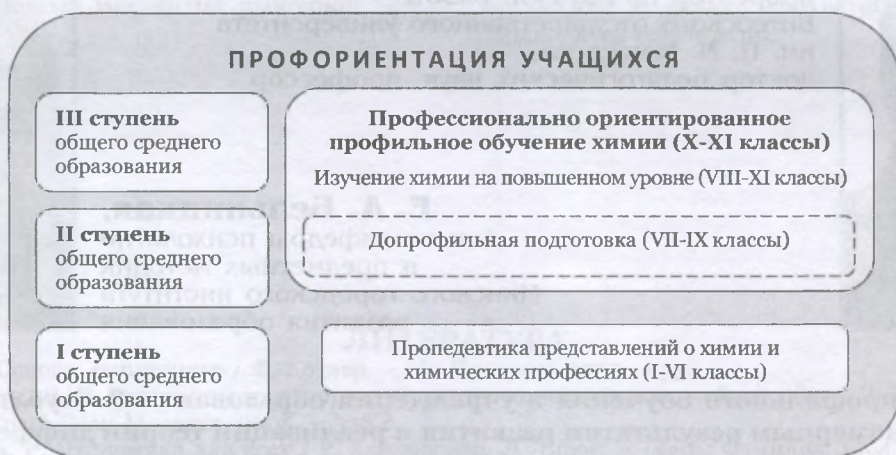 ПРОФОРИЕНТАЦИЯ УЧАЩИХСЯ
III ступень
общего среднего
образования
Профессионально ориентированное
профильное обучение химии (X-XI классы)
Изучение химии на повышенном уровне (VIII-XI классы)
II ступень
общего среднего
образования
Допрофильная подготовка (VII-IX классы)
I ступень
общего среднего
образования
Пропедевтика представлений о химии и
химических профессиях (I-VI классы)